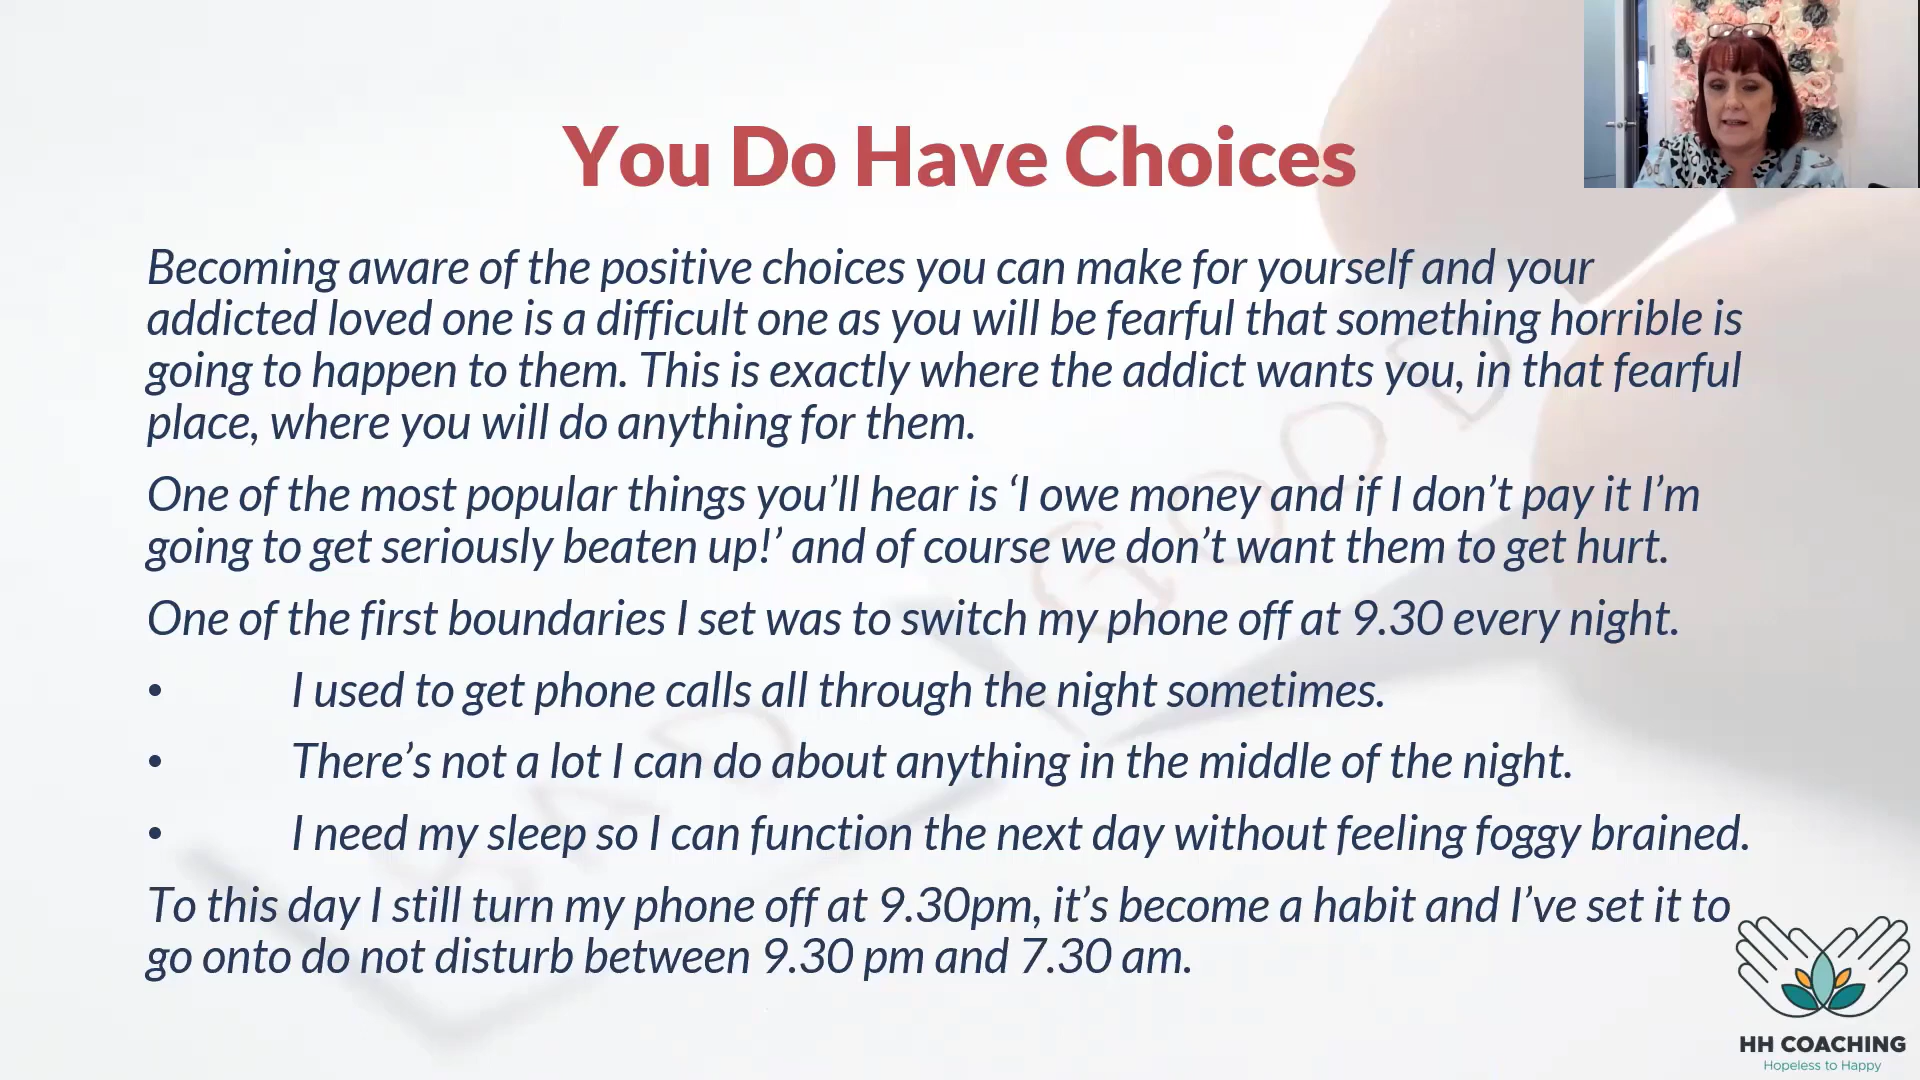 You Do Have Choices
Becoming aware of the positive choices you can make for yourself and your
addicted loved one is a difficult one as you will be fearful that something horrible is
going to happen to them. This is exactly where the addict wants you, in that fearful
place, where you will do anything for them.
One of the most popular things you’ll hear is ‘I owe money and if I don’t pay it I’m
going to get seriously beaten up!’ and of course we don’t want them to get hurt.
One of the first boundaries I set was to switch my phone off at 9.30 every night.
• I used to get phone calls all through the night sometimes.
• There’s not a lot I can do about anything in the middle of the night.
• I need my sleep so I can function the next day without feeling foggy brained.
To this day I still turn my phone off at 9.30pm, it’s become a habit and I’ve set it to
go onto do not disturb between 9.30 pm and 7.30 am.
GOOD
BAD
HH COACHING
Hopeless to Happy